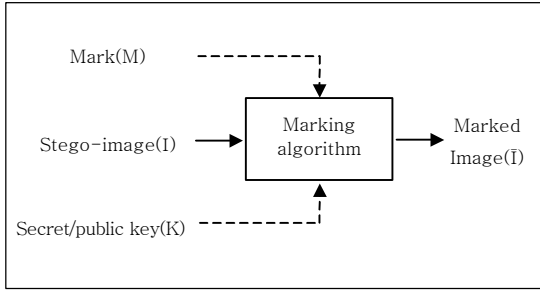 Mark(M)
Stego-image(I)
Secret/public key(K)
Marking
algorithm
Marked
Image(Ī)